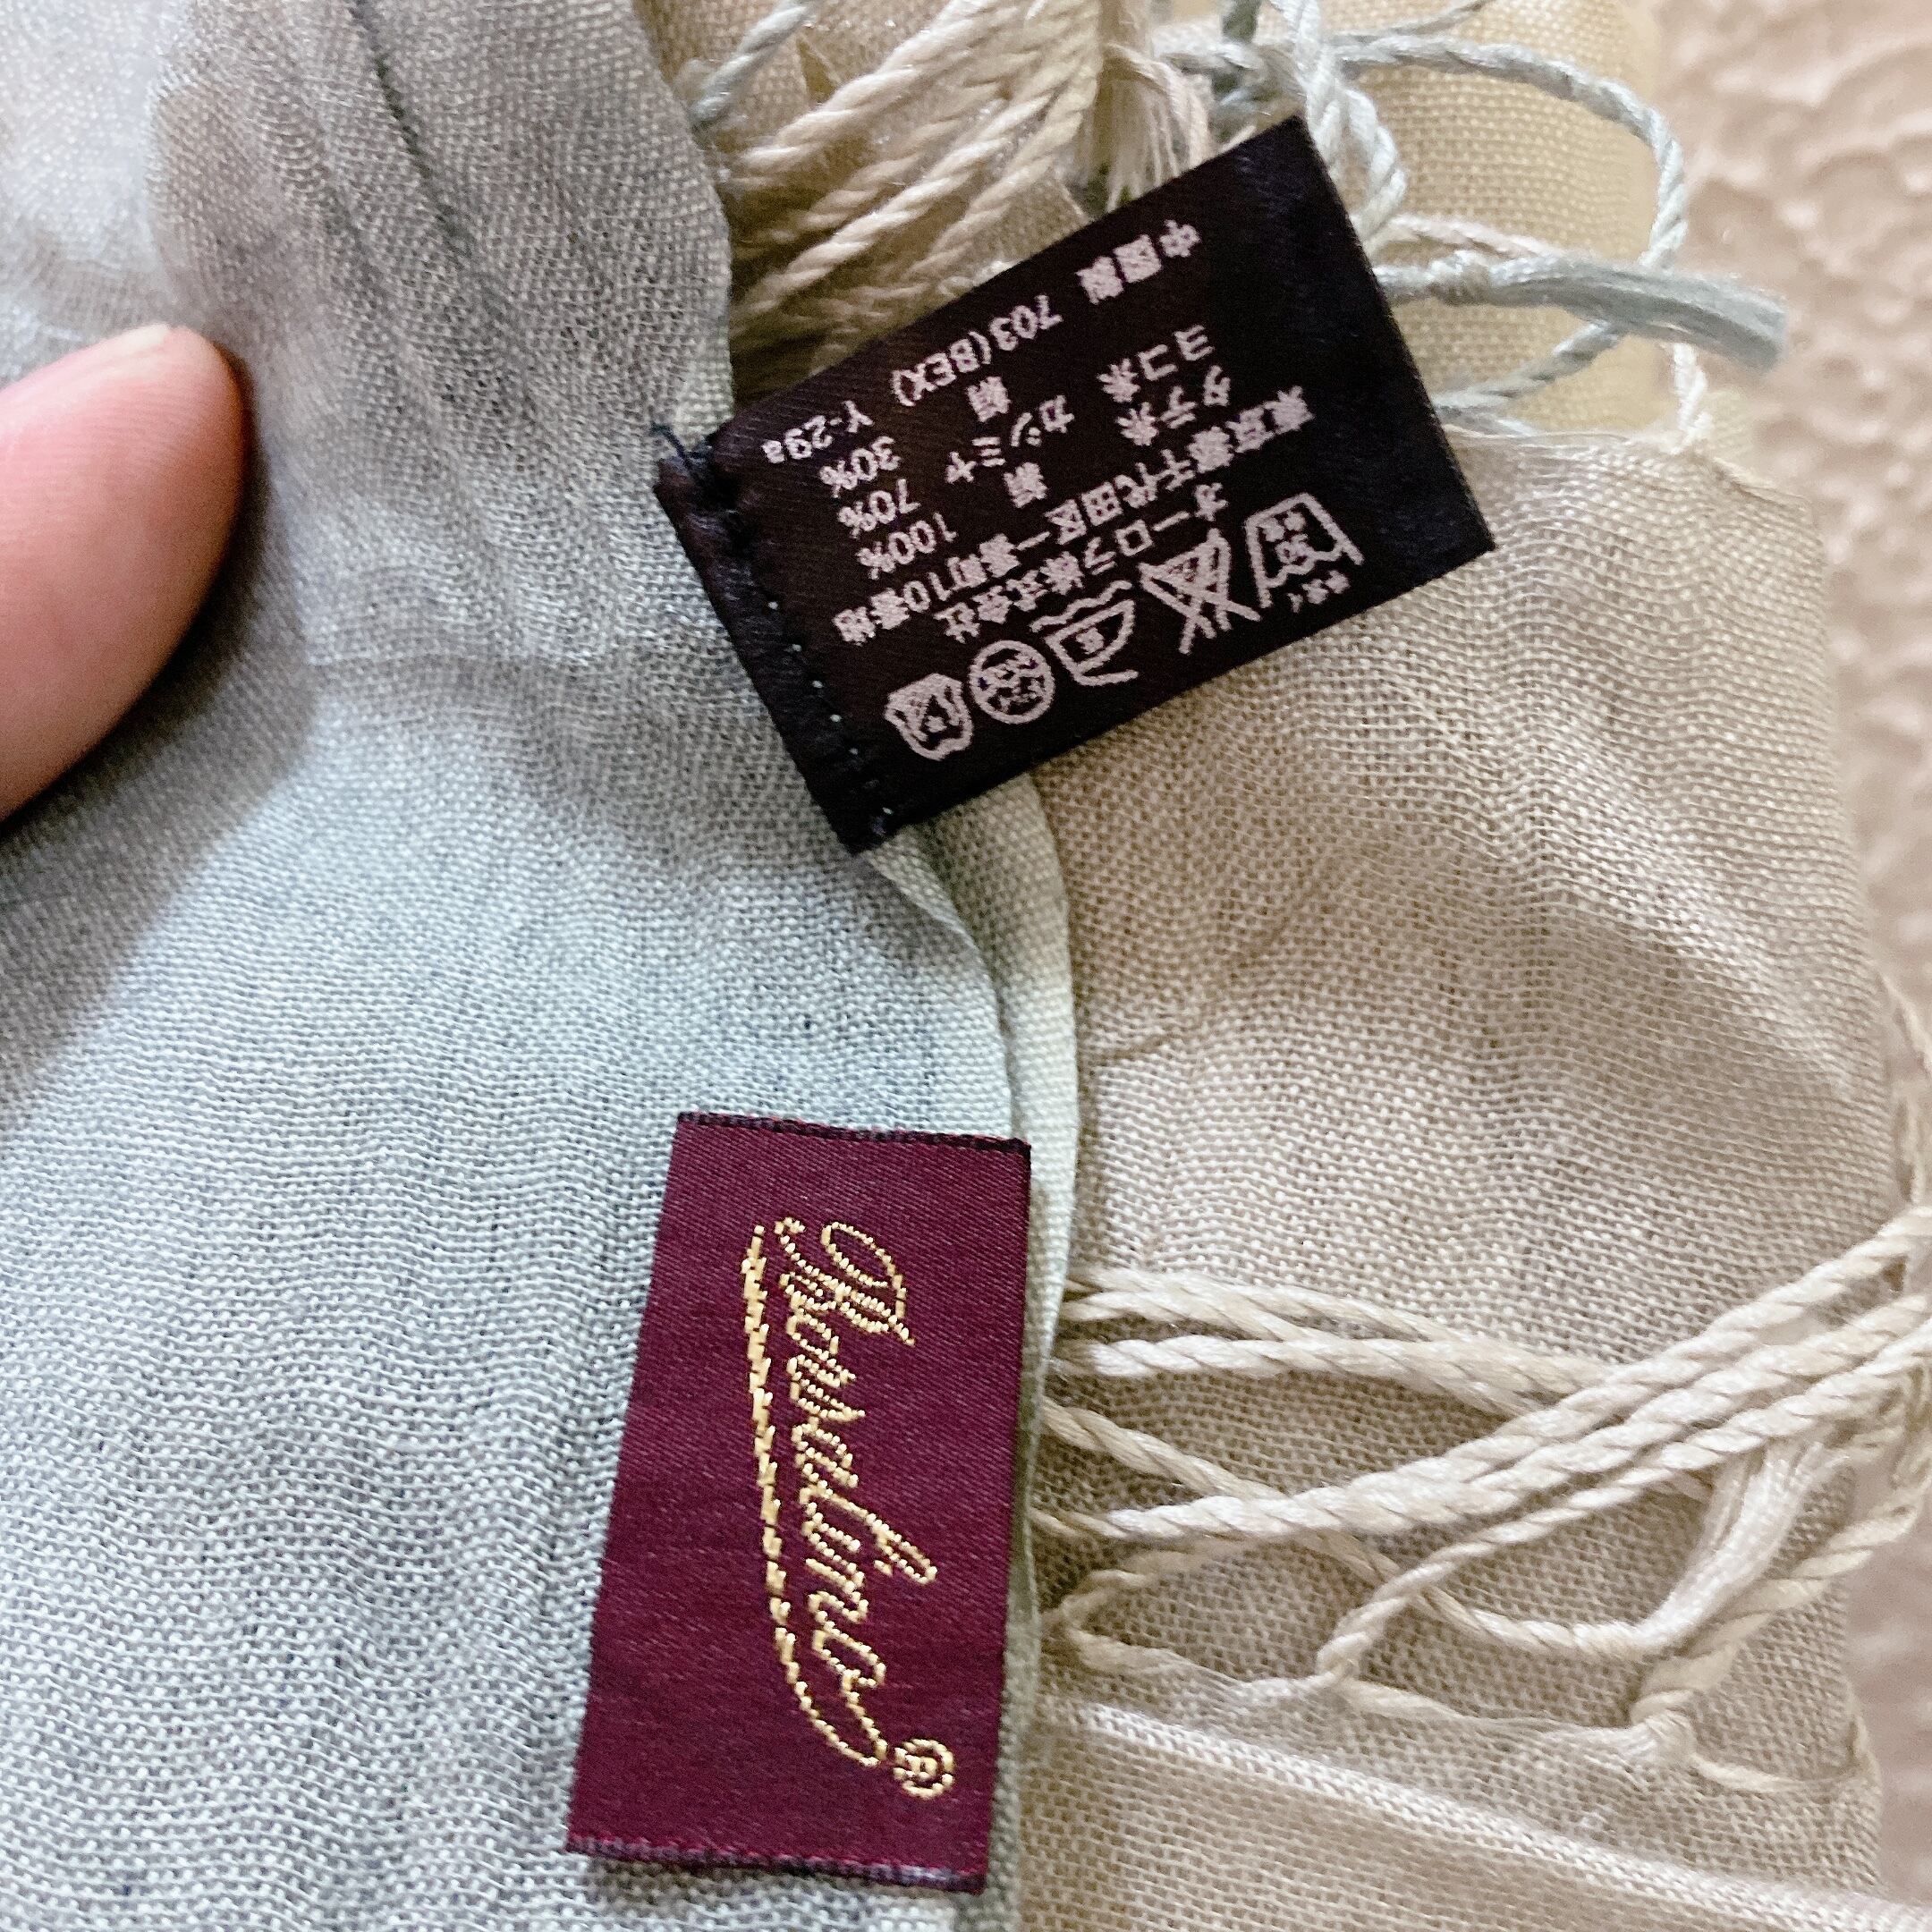 オーロラ株式会社
東京都千代田区一番町10番地
タテ糸 絹 100%
ヨコ糸 カシミヤ 70%
絹 30%
中国製 703(BEX) Y-29a
Borsalino®